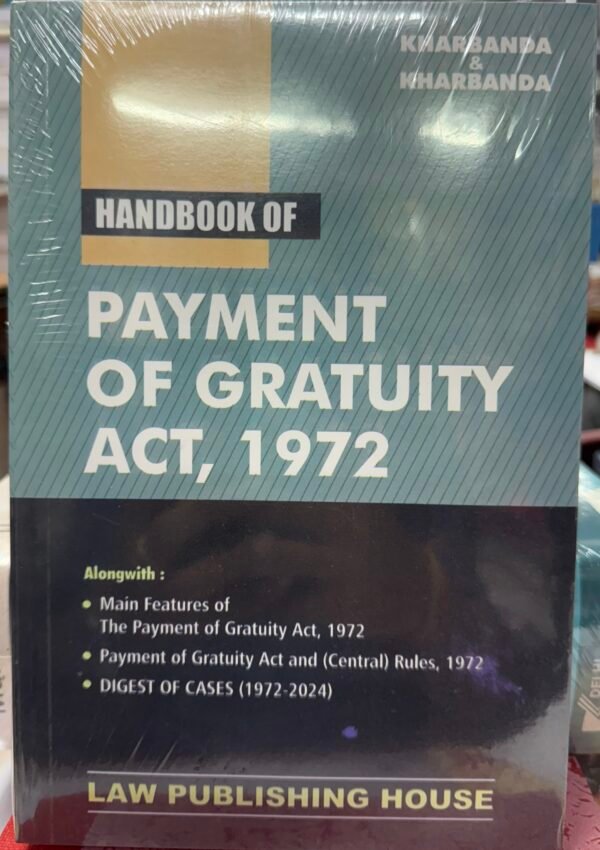 KHARBANDA
&
KHARBANDA
HANDBOOK OF
PAYMENT
OF GRATUITY
ACT, 1972
Alongwith :
• Main Features of
The Payment of Gratuity Act, 1972
• Payment of Gratuity Act and (Central) Rules, 1972
• DIGEST OF CASES (1972-2024)
LAW PUBLISHING HOUSE
DELHI